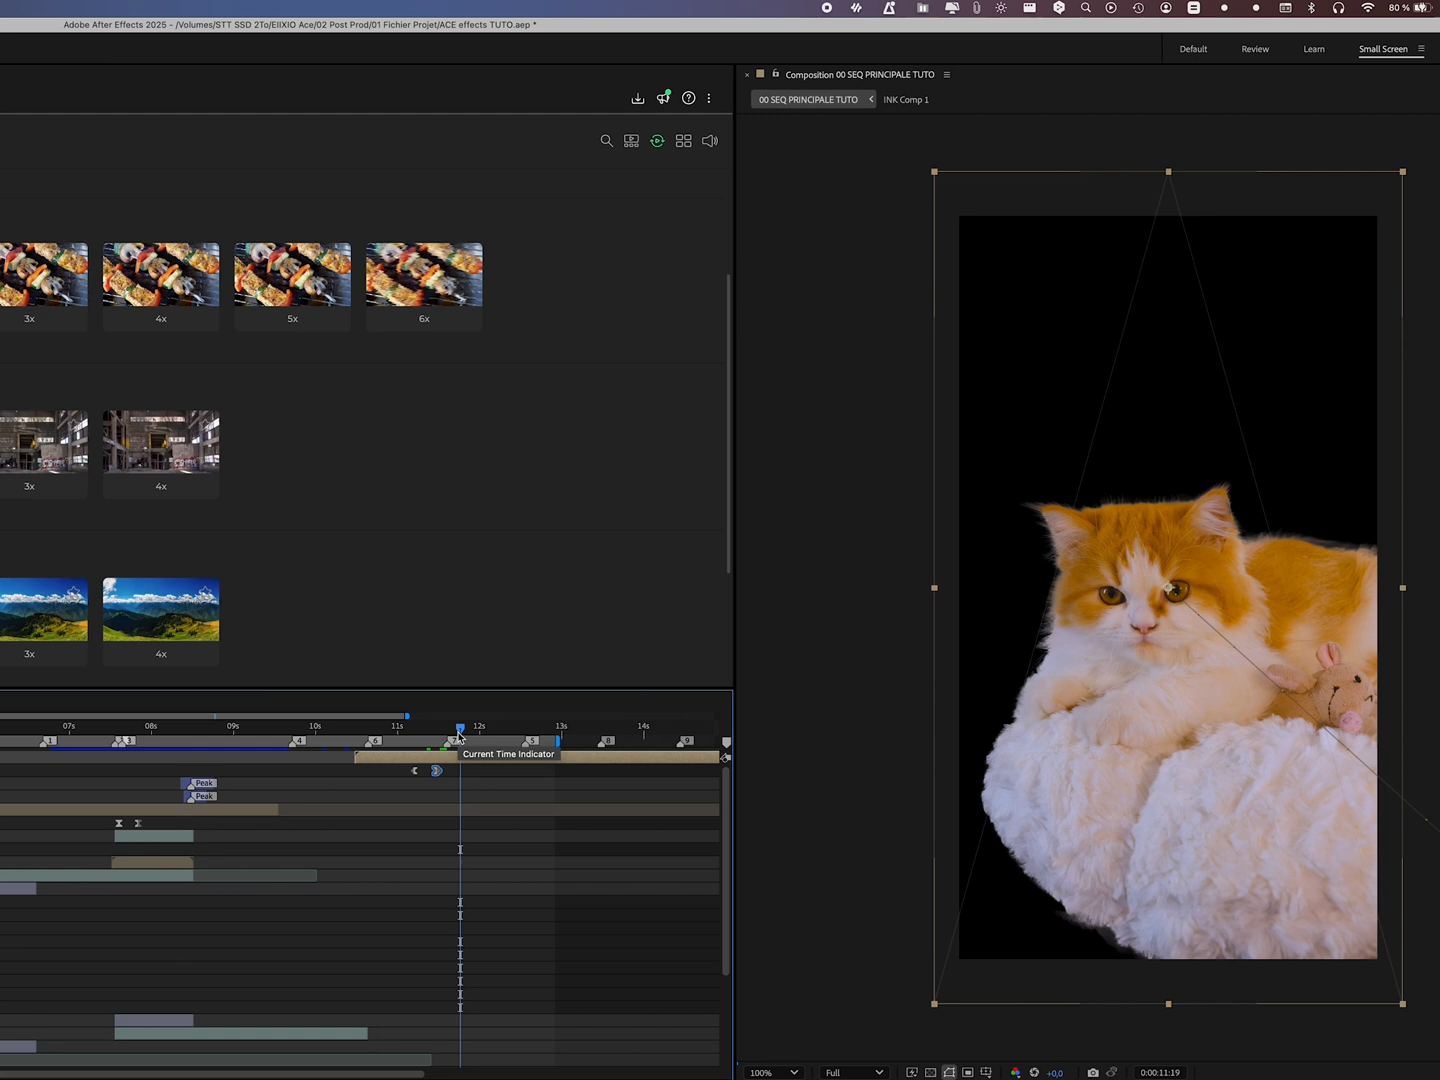 80 %
Adobe After Effects 2025 - /Volumes/STT SSD 2To/EIIXIO Ace/02 Post Prod/01 Fichier Projet/ACE effects TUTO.aep *
Default
Review
Learn
Small Screen
Composition 00 SEQ PRINCIPALE TUTO
00 SEQ PRINCIPALE TUTO
INK Comp 1
3x
4x
5x
6x
3x
4x
3x
4x
07s
08s
09s
10s
11s
12s
13s
14s
1
3
4
6
7
5
8
9
Current Time Indicator
Peak
Peak
100%
Full
+0,0
0:00:11:19